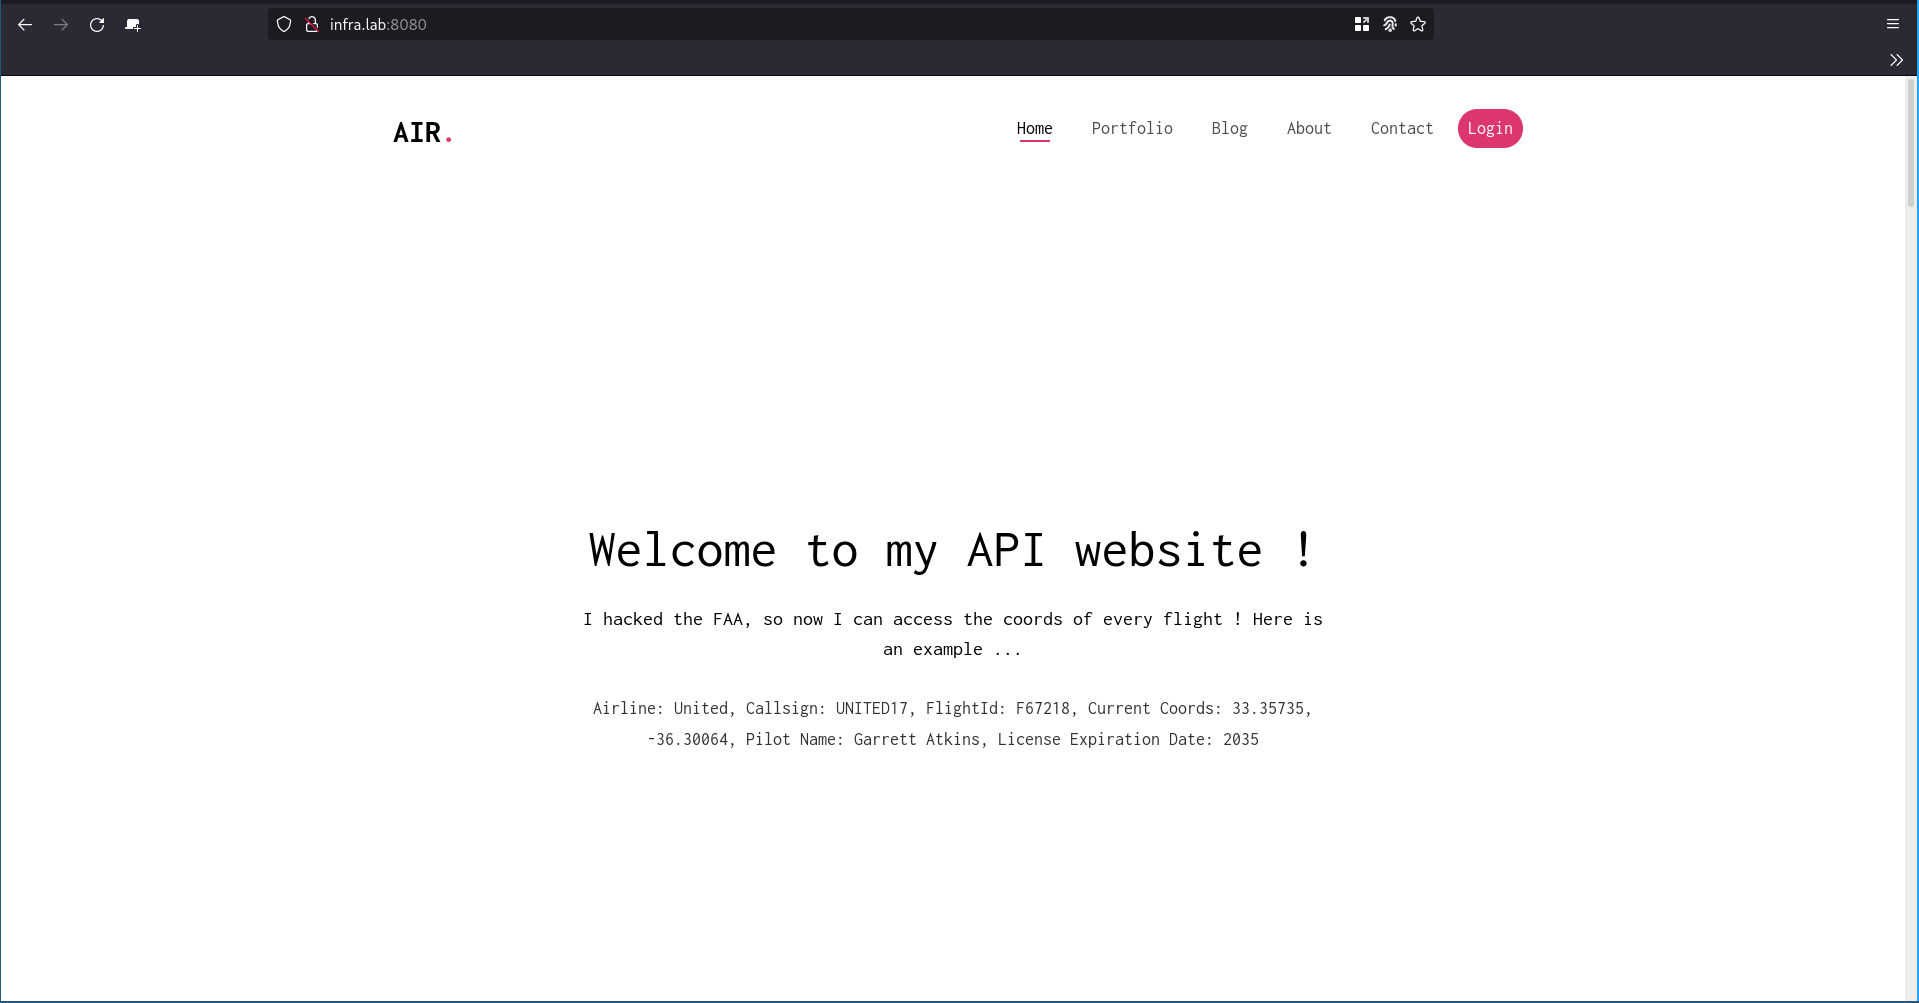 infra.lab:8080
AIR.
Home Portfolio Blog About Contact Login
Welcome to my API website !
I hacked the FAA, so now I can access the coords of every flight ! Here is
an example ...
Airline: United, Callsign: UNITED17, FlightId: F67218, Current Coords: 33.35735,
-36.30064, Pilot Name: Garrett Atkins, License Expiration Date: 2035